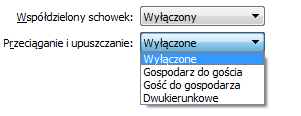 Współdzielony schowek: Wyłączony
Przeciąganie i upuszczanie: Wyłączone
Wyłączone
Gospodarz do gościa
Gość do gospodarza
Dwukierunkowe